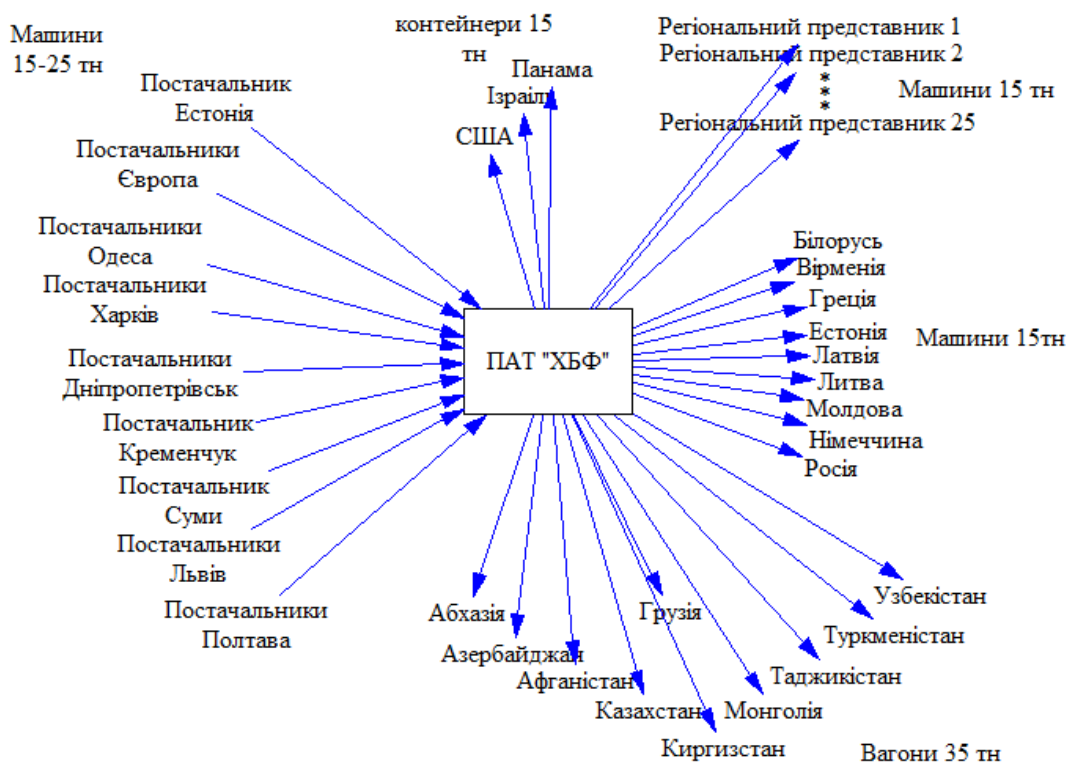 Машини
15-25 тн
Постачальник
Естонія
Постачальники
Європа
Постачальники
Одеса
Постачальники
Харків
Постачальники
Дніпропетрівськ
Постачальник
Кременчук
Постачальник
Суми
Постачальники
Львів
Постачальники
Полтава
контейнери 15
тн
Панама
Ізраіль
США
Регіональний представник 1
Регіональний представник 2
*
*
*
Машини 15 тн
Регіональний представник 25
ПАТ "ХБФ"
Білорусь
Вірменія
Греція
Естонія
Машини 15тн
Латвія
Литва
Молдова
Німеччина
Росія
Абхазія
Азербайджан
Афганістан
Казахстан
Киргизстан
Грузія
Монголія
Таджикістан
Туркменістан
Узбекістан
Вагони 35 тн